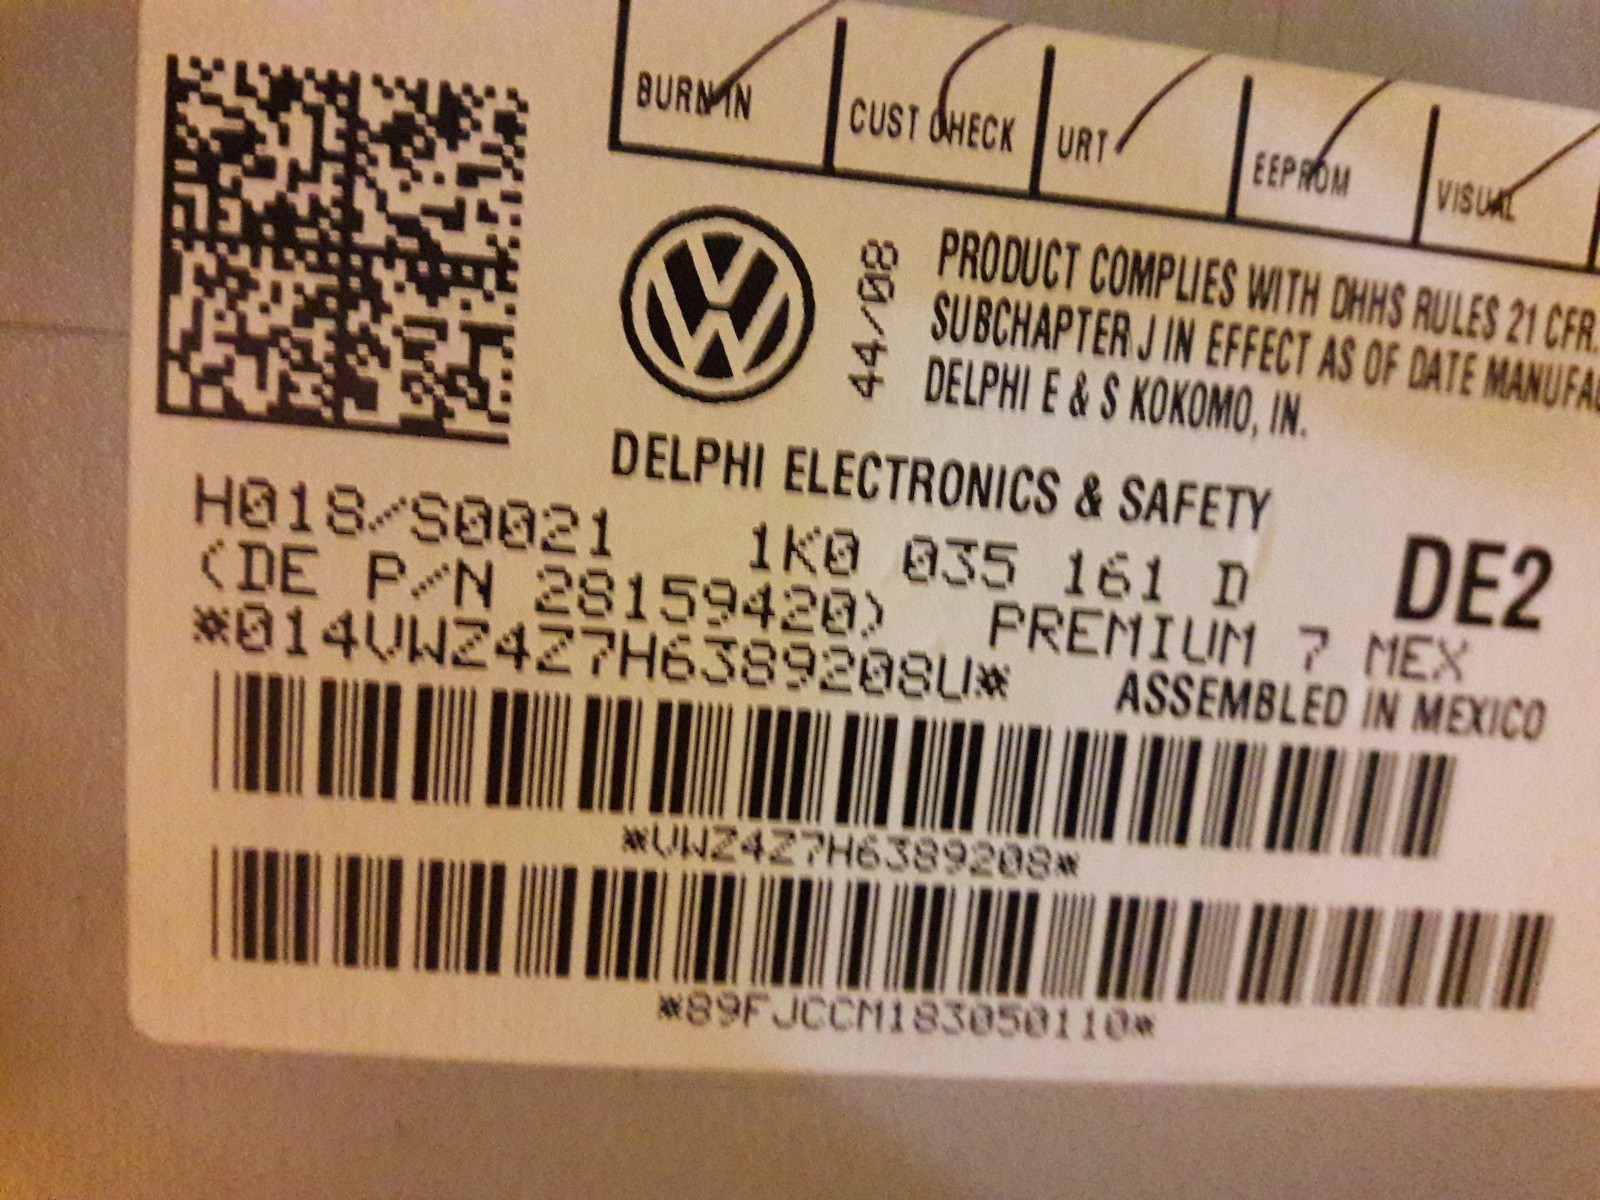 BURN IN
CUST CHECK
URT
EEPROM
VISUAL
44/08
PRODUCT COMPLIES WITH DHHS RULES 21 CFR.
SUBCHAPTER J IN EFFECT AS OF DATE MANUFAC
DELPHI E & S KOKOMO, IN.
DELPHI ELECTRONICS & SAFETY
H018/S0021 1K0 035 161 D DE2
(DE P/N 28159420) PREMIUM 7 MEX
*014VWZ4Z7H6389208U* ASSEMBLED IN MEXICO
*VWZ4Z7H6389208*
*89FJCCM183050110*